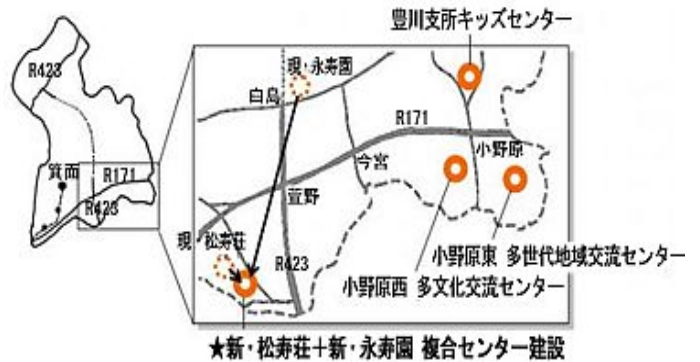 豊川支所キッズセンター
R423
現・永寿園
白島
R171
小野原
今宮
R171
箕面
萱野
R423
現 松寿荘
R423
小野原東 多世代地域交流センター
小野原西 多文化交流センター
★新・松寿荘+新・永寿園 複合センター建設